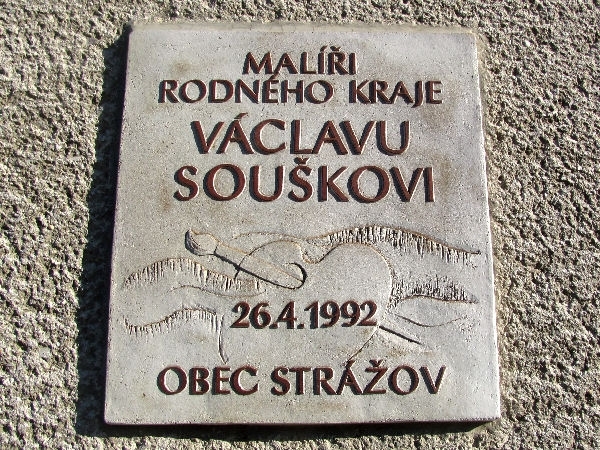 MALÍŘI
RODNÉHO KRAJE
VÁCLAVU
SOUŠKOVI
26.4.1992
OBEC STRÁŽOV